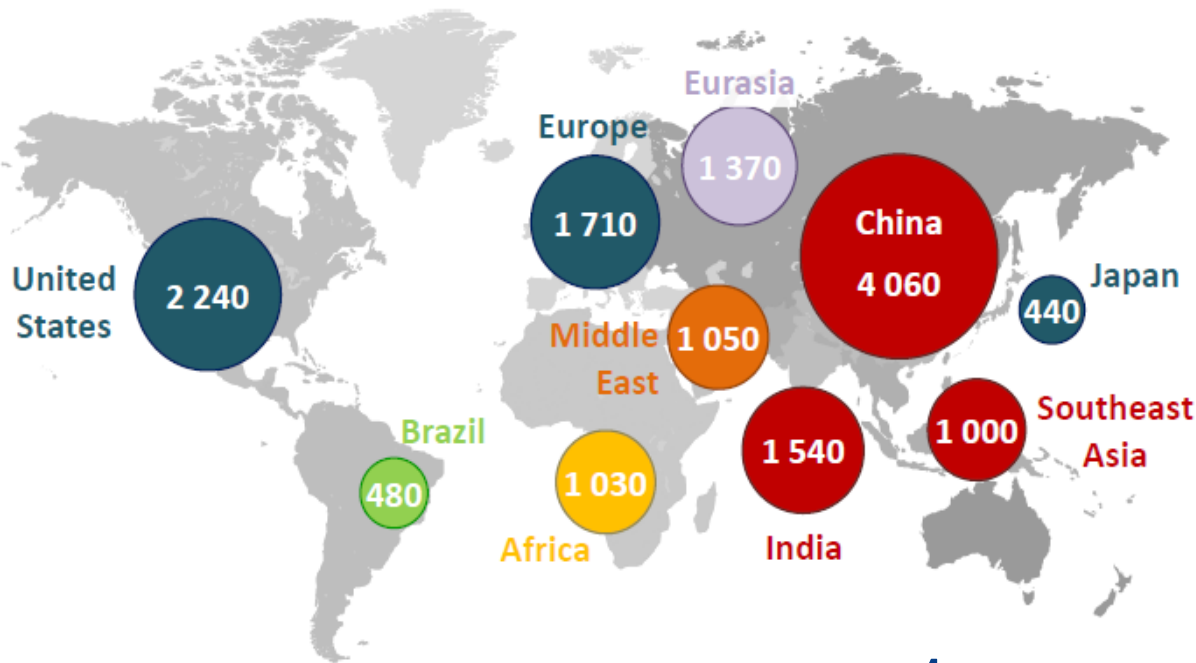 Eurasia
1 370
Europe
1 710
China
4 060
United
States
2 240
Japan
440
Middle
East
1 050
Brazil
480
Africa
1 030
India
1 540
Southeast
Asia
1 000